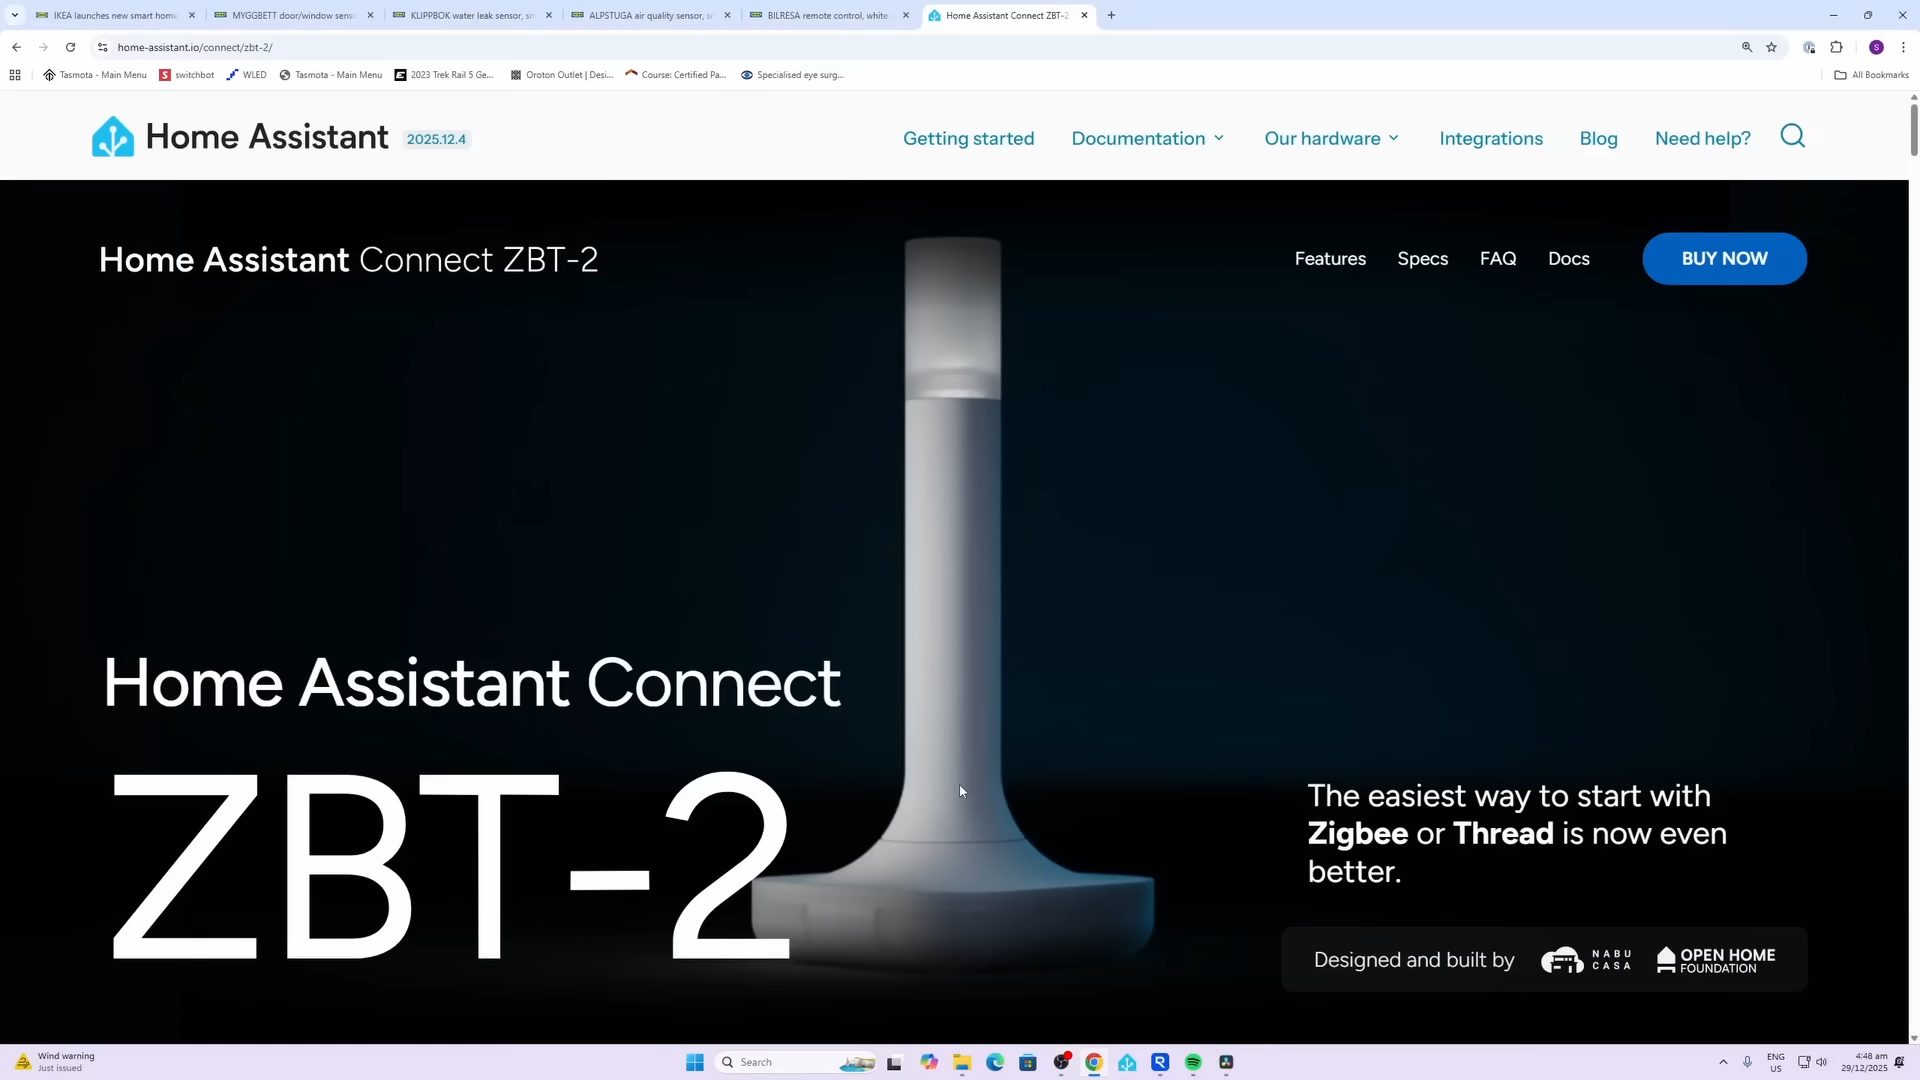 IKEA launches new smart home
MYGGBETT door/window senso
KLIPPBOK water leak sensor, sm
ALPSTUGA air quality sensor, sm
BILRESA remote control, white
Home Assistant Connect ZBT-2
home-assistant.io/connect/zbt-2/
S
Tasmota - Main Menu
switchbot
WLED
Tasmota - Main Menu
2023 Trek Rail 5 Ge...
Oroton Outlet | Desi...
Course: Certified Pa...
Specialised eye surg...
All Bookmarks
Home Assistant 2025.12.4
Getting started
Documentation
Our hardware
Integrations
Blog
Need help?
Home Assistant Connect ZBT-2
Features
Specs
FAQ
Docs
BUY NOW
Home Assistant Connect
ZBT-2
The easiest way to start with
Zigbee or Thread is now even
better.
Designed and built by
NABU
CASA
OPEN HOME
FOUNDATION
Wind warning
Just issued
Search
ENG
US
4:48 am
29/12/2025